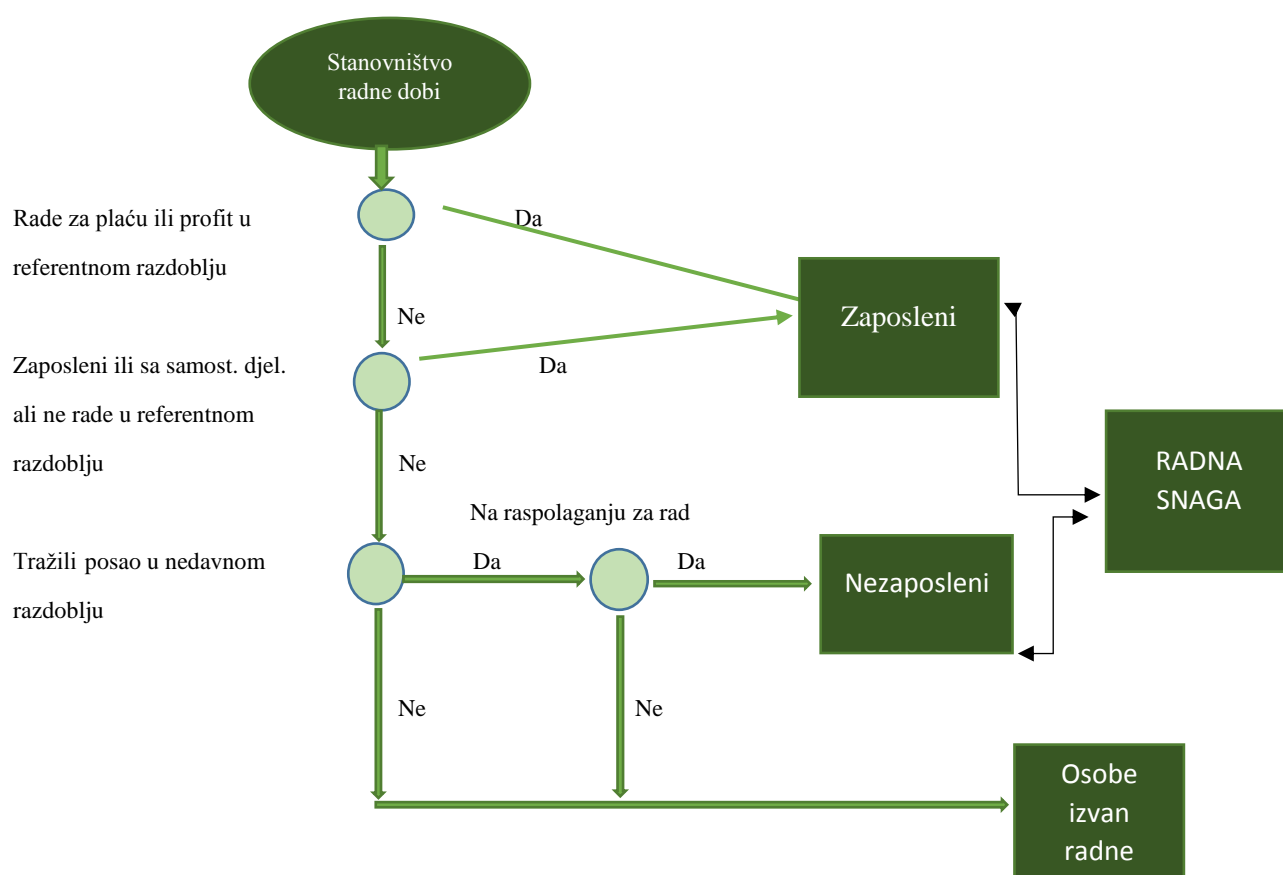 Stanovništvo
radne dobi
Rade za plaću ili profit u
referentnom razdoblju
Da
Ne
Zaposleni
Zaposleni ili sa samost. djel.
ali ne rade u referentnom
razdoblju
Da
Ne
RADNA
SNAGA
Na raspolaganju za rad
Tražili posao u nedavnom
razdoblju
Da
Da
Nezaposleni
Ne
Ne
Osobe
izvan
radne